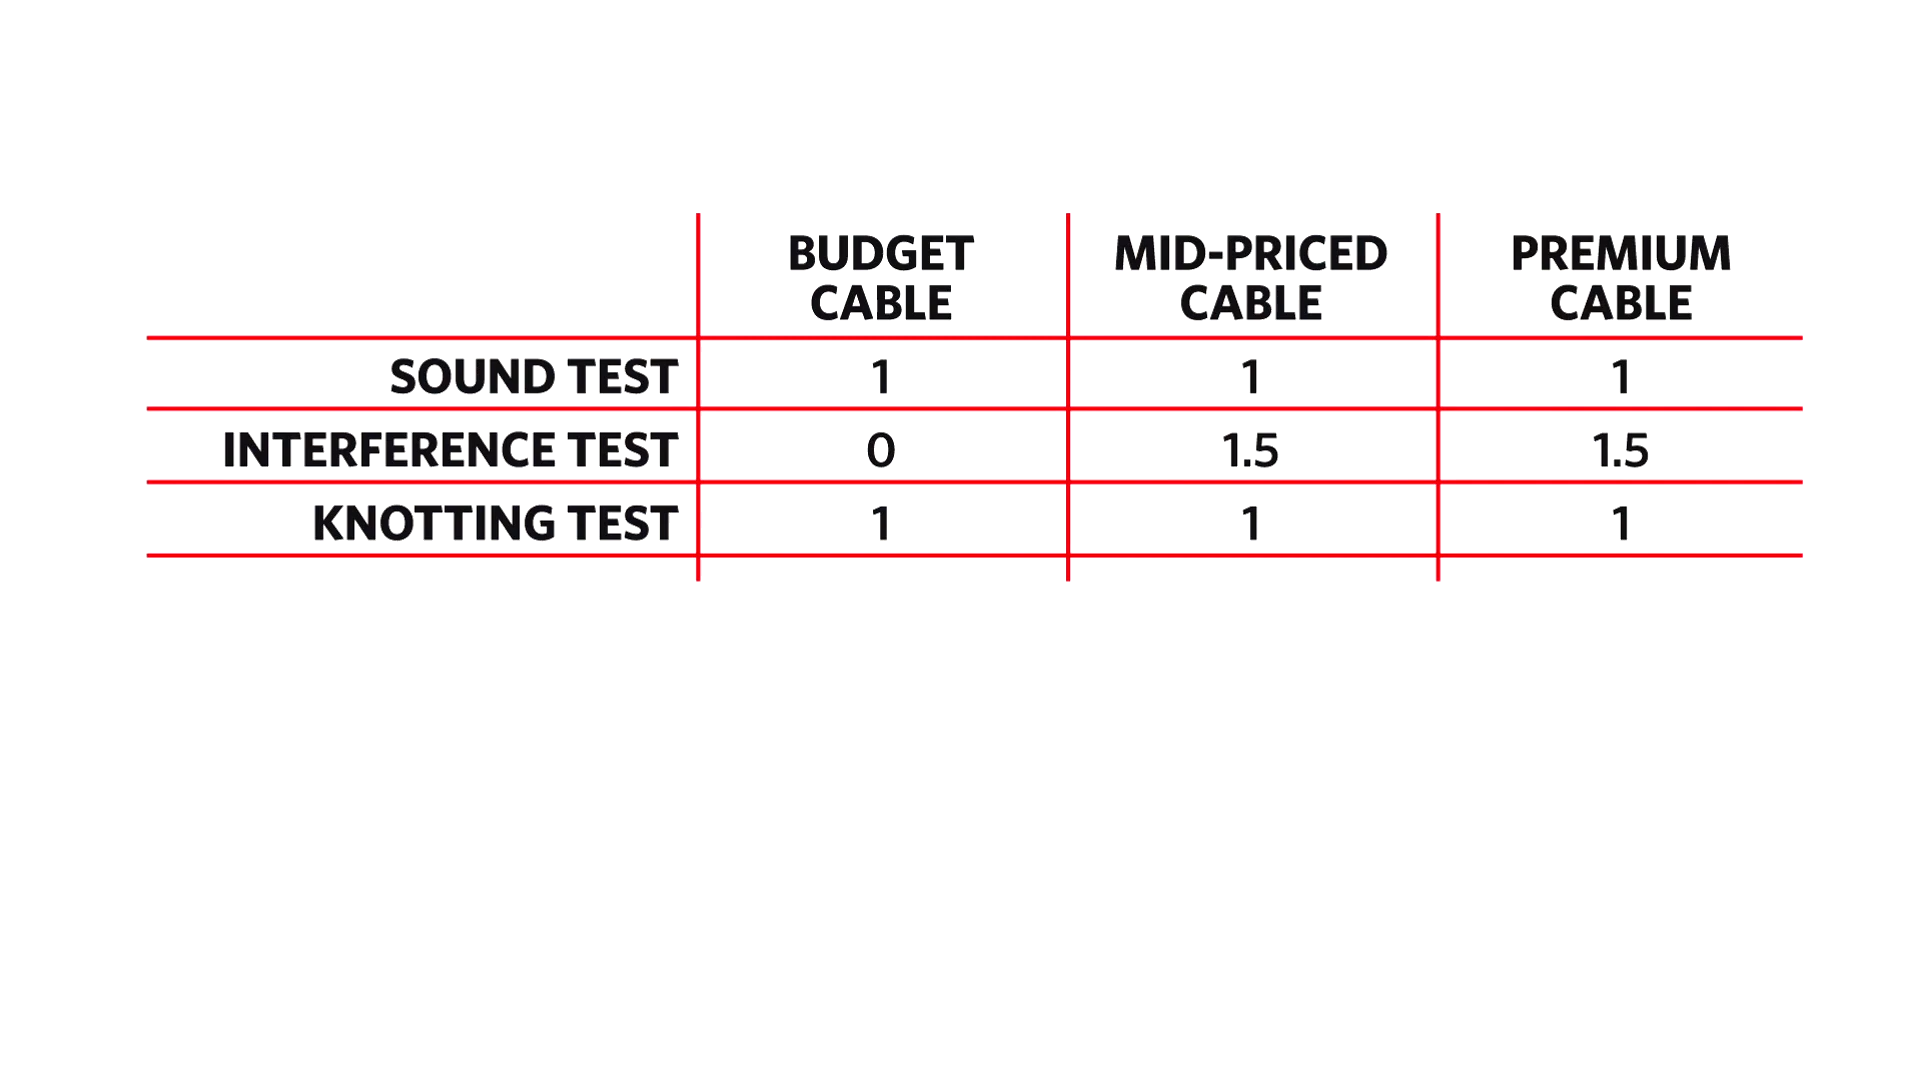 BUDGET CABLE MID-PRICED CABLE PREMIUM CABLE
SOUND TEST 1 1 1
INTERFERENCE TEST 0 1.5 1.5
KNOTTING TEST 1 1 1